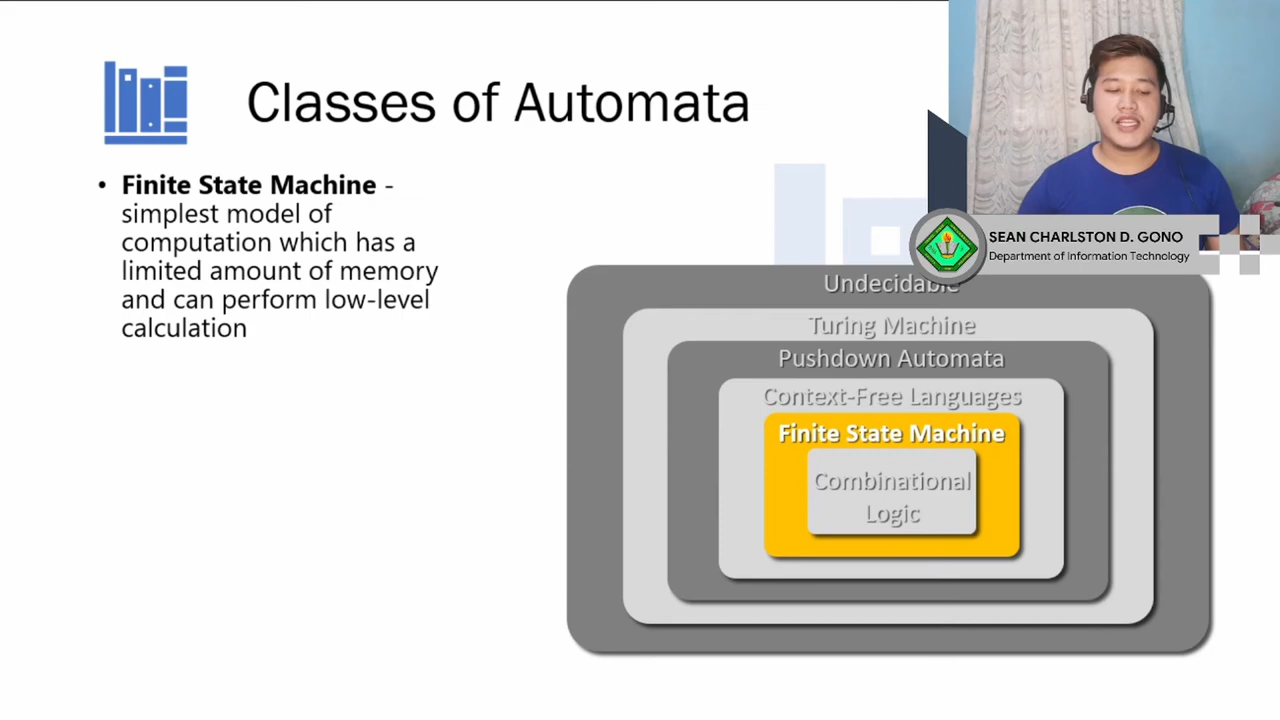 Classes of Automata
• Finite State Machine -
simplest model of
computation which has a
limited amount of memory
and can perform low-level
calculation
SEAN CHARLSTON D. GONO
Department of Information Technology
Undecidable
Turing Machine
Pushdown Automata
Context-Free Languages
Finite State Machine
Combinational
Logic